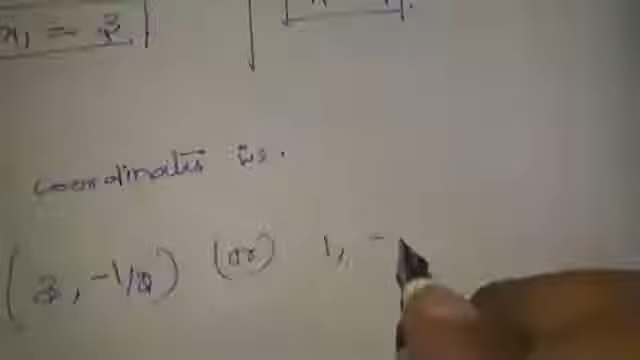 x₁ = 2
coordinates is.
(2, -1/2) (or) 1, -